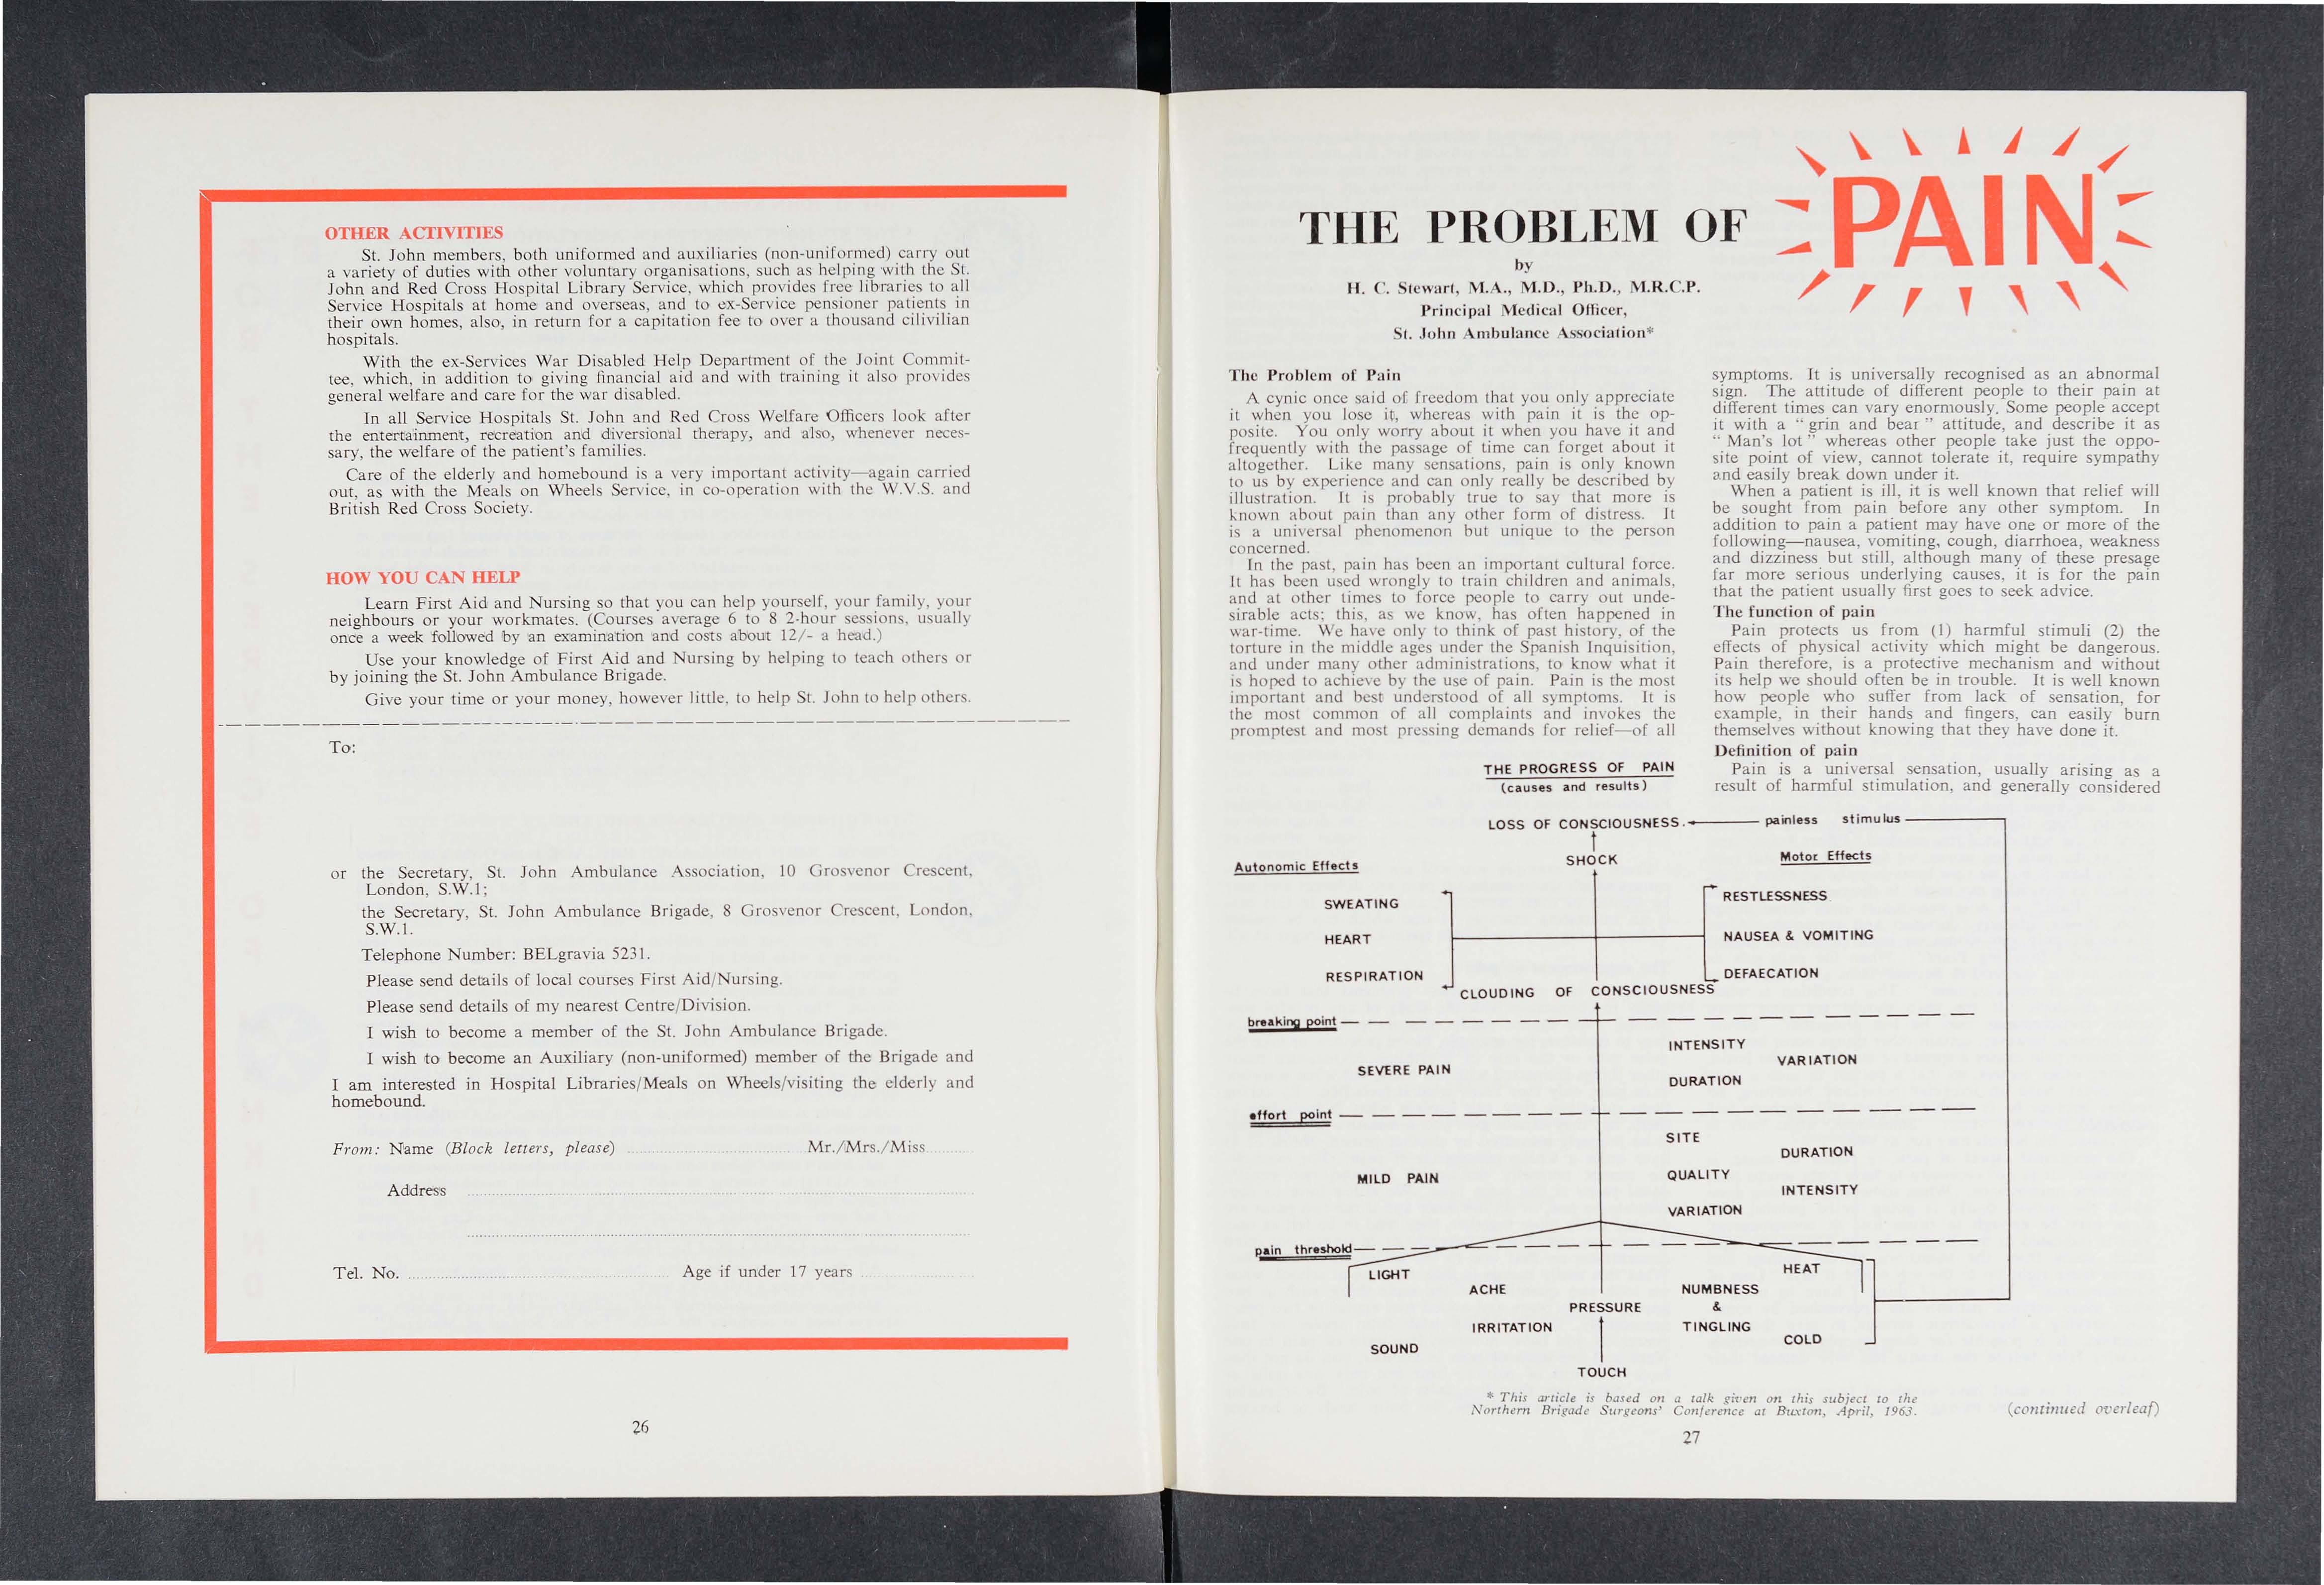 OTHER ACTIVITIES
St. John members, both uniformed and auxiliaries (non-uniformed) carry out
a variety of duties with other voluntary organisations, such as helping with the St.
John and Red Cross Hospital Library Service, which provides free libraries to all
Service Hospitals at home and overseas, and to ex-Service pensioner patients in
their own homes, also, in return for a capitation fee to over a thousand cilivilian
hospitals.
With the ex-Services War Disabled Help Department of the Joint Commit-
tee, which, in addition to giving financial aid and with training it also provides
general welfare and care for the war disabled.
In all Service Hospitals St. John and Red Cross Welfare Officers look after
the entertainment, recreation and diversional therapy, and also, whenever neces-
sary, the welfare of the patient's families.
Care of the elderly and homebound is a very important activity—again carried
out, as with the Meals on Wheels Service, in co-operation with the W.V.S. and
British Red Cross Society.
HOW YOU CAN HELP
Learn First Aid and Nursing so that you can help yourself, your family, your
neighbours or your workmates. (Courses average 6 to 8 2-hour sessions, usually
once a week followed by an examination and costs about 12/- a head.)
Use your knowledge of First Aid and Nursing by helping to teach others or
by joining the St. John Ambulance Brigade.
Give your time or your money, however little, to help St. John to help others.
To:
or the Secretary, St. John Ambulance Association, 10 Grosvenor Crescent,
London, S.W.1;
the Secretary, St. John Ambulance Brigade, 8 Grosvenor Crescent, London,
S.W.1.
Telephone Number: BELgravia 5231.
Please send details of local courses First Aid/Nursing.
Please send details of my nearest Centre/Division.
I wish to become a member of the St. John Ambulance Brigade.
I wish to become an Auxiliary (non-uniformed) member of the Brigade and
I am interested in Hospital Libraries/Meals on Wheels/visiting the elderly and
homebound.
From: Name (Block letters, please) Mr./Mrs./Miss
Address
Tel. No. Age if under 17 years
26
THE PROBLEM OF PAIN
by
H. C. Stewart, M.A., M.D., Ph.D., M.R.C.P.
Principal Medical Officer,
St. John Ambulance Association*
The Problem of Pain
A cynic once said of freedom that you only appreciate
it when you lose it, whereas with pain it is the op-
posite. You only worry about it when you have it and
frequently with the passage of time can forget about it
altogether. Like many sensations, pain is only known
to us by experience and can only really be described by
illustration. It is probably true to say that more is
known about pain than any other form of distress. It
is a universal phenomenon but unique to the person
concerned.
In the past, pain has been an important cultural force.
It has been used wrongly to train children and animals,
and at other times to force people to carry out unde-
sirable acts; this, as we know, has often happened in
war-time. We have only to think of past history, of the
torture in the middle ages under the Spanish Inquisition,
and under many other administrations, to know what it
is hoped to achieve by the use of pain. Pain is the most
important and best understood of all symptoms. It is
the most common of all complaints and invokes the
promptest and most pressing demands for relief—of all
symptoms. It is universally recognised as an abnormal
sign. The attitude of different people to their pain at
different times can vary enormously. Some people accept
it with a " grin and bear " attitude, and describe it as
" Man's lot " whereas other people take just the oppo-
site point of view, cannot tolerate it, require sympathy
and easily break down under it.
When a patient is ill, it is well known that relief will
be sought from pain before any other symptom. In
addition to pain a patient may have one or more of the
following—nausea, vomiting, cough, diarrhoea, weakness
and dizziness but still, although many of these presage
far more serious underlying causes, it is for the pain
that the patient usually first goes to seek advice.
The function of pain
Pain protects us from (1) harmful stimuli (2) the
effects of physical activity which might be dangerous.
Pain therefore, is a protective mechanism and without
its help we should often be in trouble. It is well known
how people who suffer from lack of sensation, for
example, in their hands and fingers, can easily burn
themselves without knowing that they have done it.
Definition of pain
Pain is a universal sensation, usually arising as a
result of harmful stimulation, and generally considered
THE PROGRESS OF PAIN
(causes and results)
LOSS OF CONSCIOUSNESS. painless stimulus
SHOCK
Autonomic Effects
Motor Effects
SWEATING
RESTLESSNESS
HEART
NAUSEA & VOMITING
RESPIRATION
DEFAECATION
CLOUDING OF CONSCIOUSNESS
breaking point
INTENSITY
VARIATION
SEVERE PAIN
DURATION
effort point
SITE
DURATION
MILD PAIN
QUALITY
INTENSITY
VARIATION
pain threshold
LIGHT
HEAT
ACHE
NUMBNESS
PRESSURE
&
IRRITATION
TINGLING
COLD
SOUND
TOUCH
* This article is based on a talk given on this subject to the
Northern Brigade Surgeons' Conference at Buxton, April, 1963.
(continued overleaf)
27